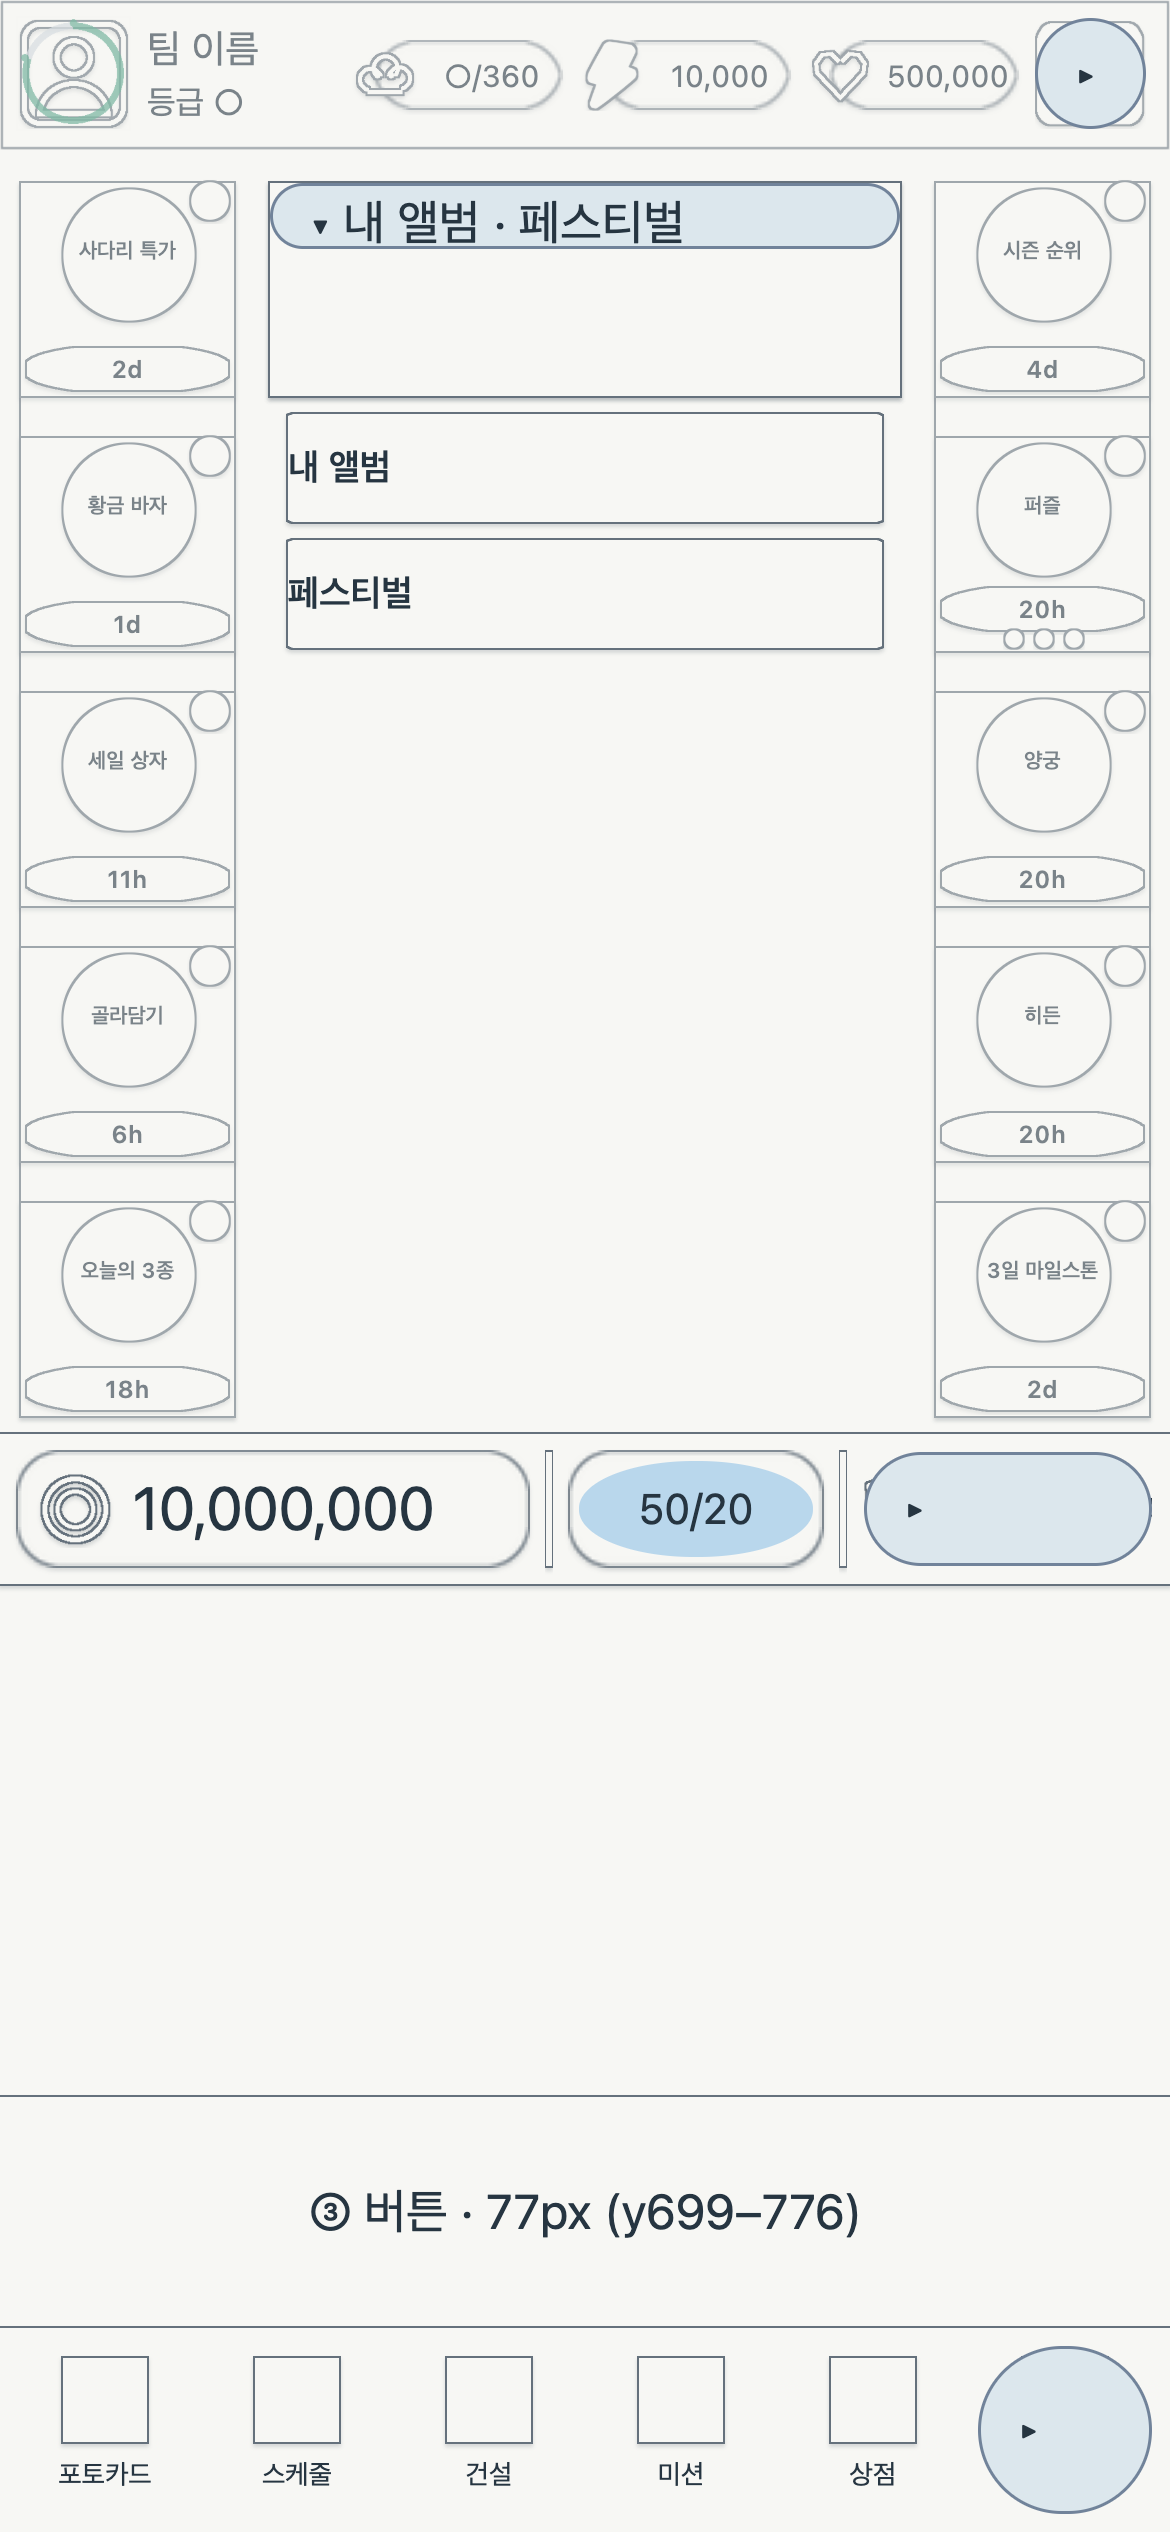 팀 이름
등급 ○
○/360
10,000
500,000
▶
사다리 특가
2d
황금 바자
1d
세일 상자
11h
골라담기
6h
오늘의 3종
18h
▼ 내 앨범 · 페스티벌
내 앨범
페스티벌
시즌 순위
4d
퍼즐
20h
양궁
20h
히든
20h
3일 마일스톤
2d
10,000,000
50/20
▶
③ 버튼 · 77px (y699–776)
포토카드
스케줄
건설
미션
상점
▶